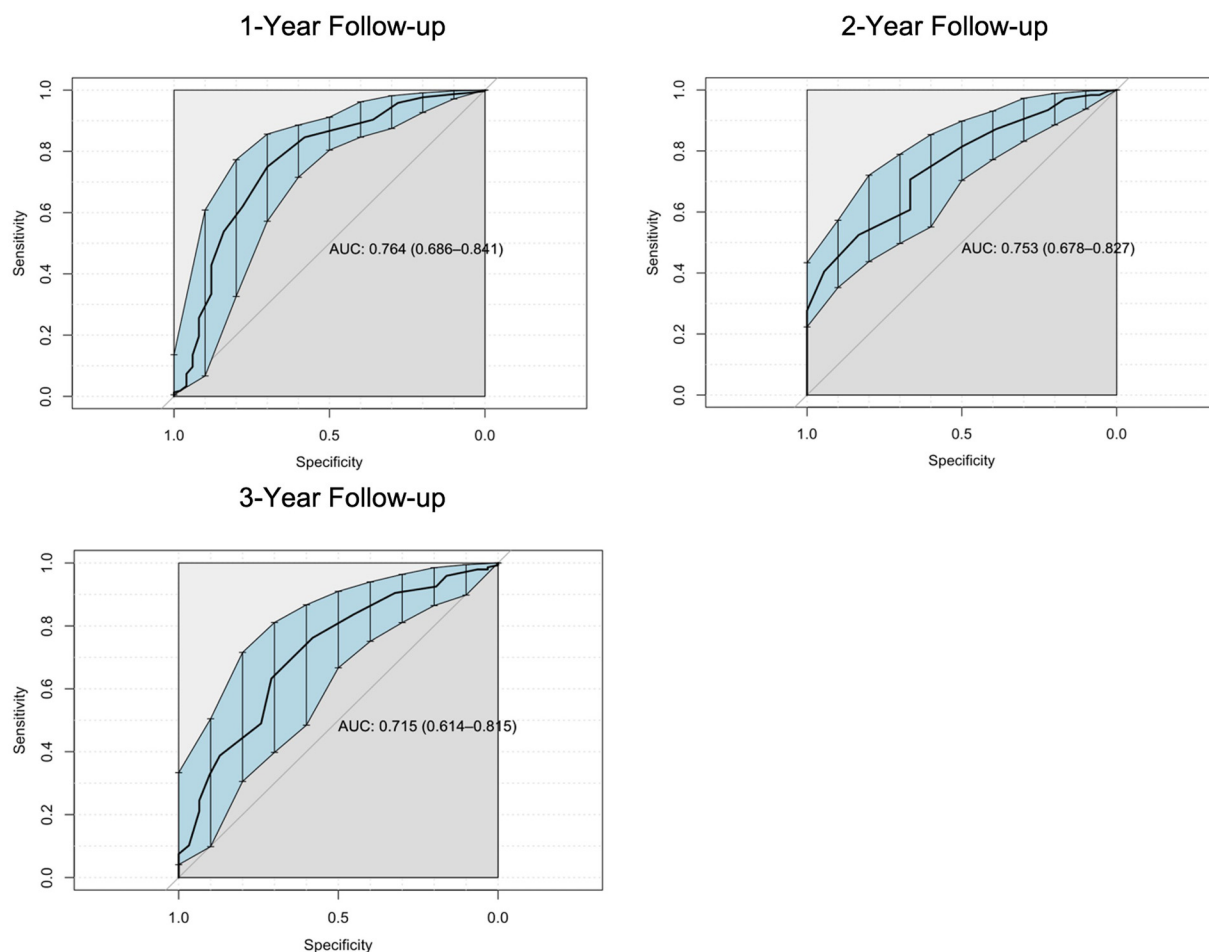 1-Year Follow-up
1.0
0.8
0.6
0.4
0.2
0.0
Sensitivity
AUC: 0.764 (0.686–0.841)
1.0
0.5
0.0
Specificity
2-Year Follow-up
1.0
0.8
0.6
0.4
0.2
0.0
Sensitivity
AUC: 0.753 (0.678–0.827)
1.0
0.5
0.0
Specificity
3-Year Follow-up
1.0
0.8
0.6
0.4
0.2
0.0
Sensitivity
AUC: 0.715 (0.614–0.815)
1.0
0.5
0.0
Specificity